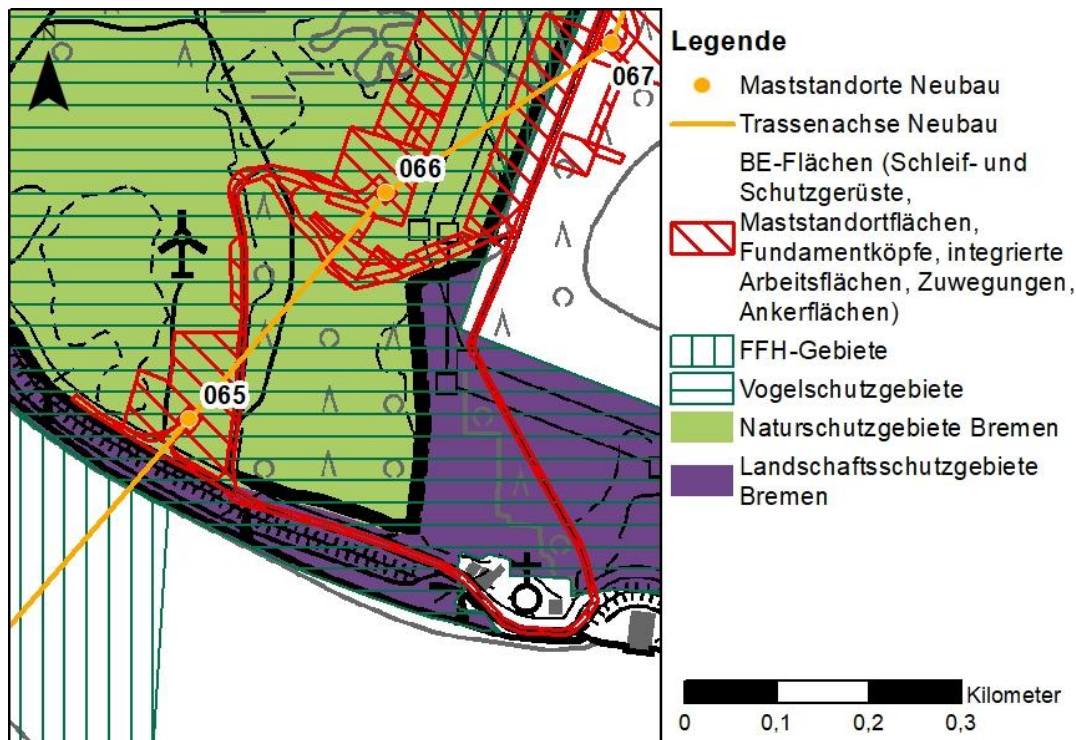 067
066
065
Legende
Maststandorte Neubau
Trassenachse Neubau
BE-Flächen (Schleif- und
Schutzgerüste,
Maststandortflächen,
Fundamentköpfe, integrierte
Arbeitsflächen, Zuwegungen,
Ankerflächen)
FFH-Gebiete
Vogelschutzgebiete
Naturschutzgebiete Bremen
Landschaftsschutzgebiete
Bremen
Kilometer
0 0,1 0,2 0,3